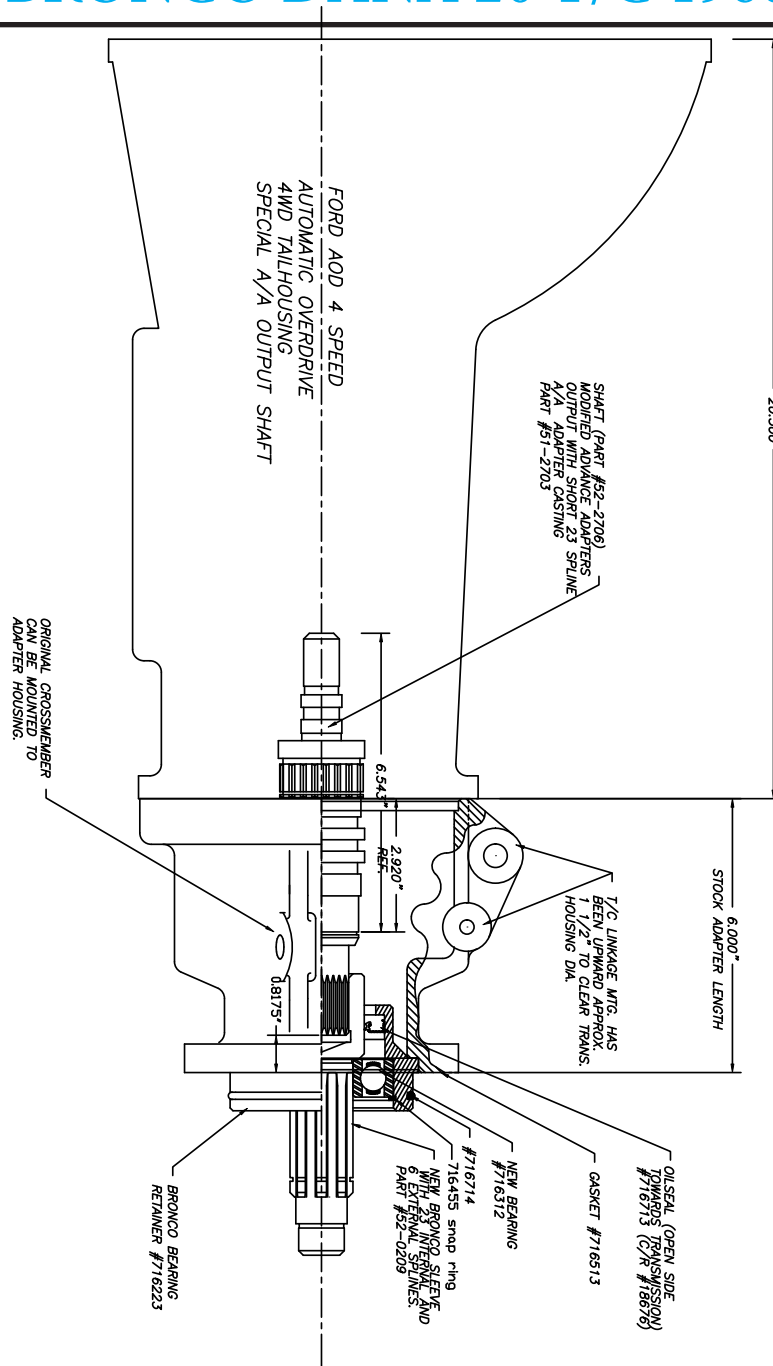 FORD AOD 4 SPEED
AUTOMATIC OVERDRIVE
4WD TAILHOUSING
SPECIAL A/A OUTPUT SHAFT
SHAFT (PART #52-2706)
MODIFIED ADVANCE ADAPTERS
OUTPUT WITH SHORT 23 SPLINE
A/A ADAPTER CASTING
PART #51-2703
ORIGINAL CROSSMEMBER
CAN BE MOUNTED TO
ADAPTER HOUSING.
6.543"
2.920"
REF.
0.8175"
6.000"
STOCK ADAPTER LENGTH
T/C LINKAGE MTG. HAS
BEEN UPWARD APPROX.
1 1/2" TO CLEAR TRANS.
HOUSING DIA.
OILSEAL (OPEN SIDE
TOWARDS TRANSMISSION)
#716713 (C/R #18676)
GASKET #716513
NEW BEARING
#716312
#716714
716455 snap ring
NEW BRONCO SLEEVE
WITH 23 INTERNAL AND
6 EXTERNAL SPLINES.
PART #52-0209
BRONCO BEARING
RETAINER #716223